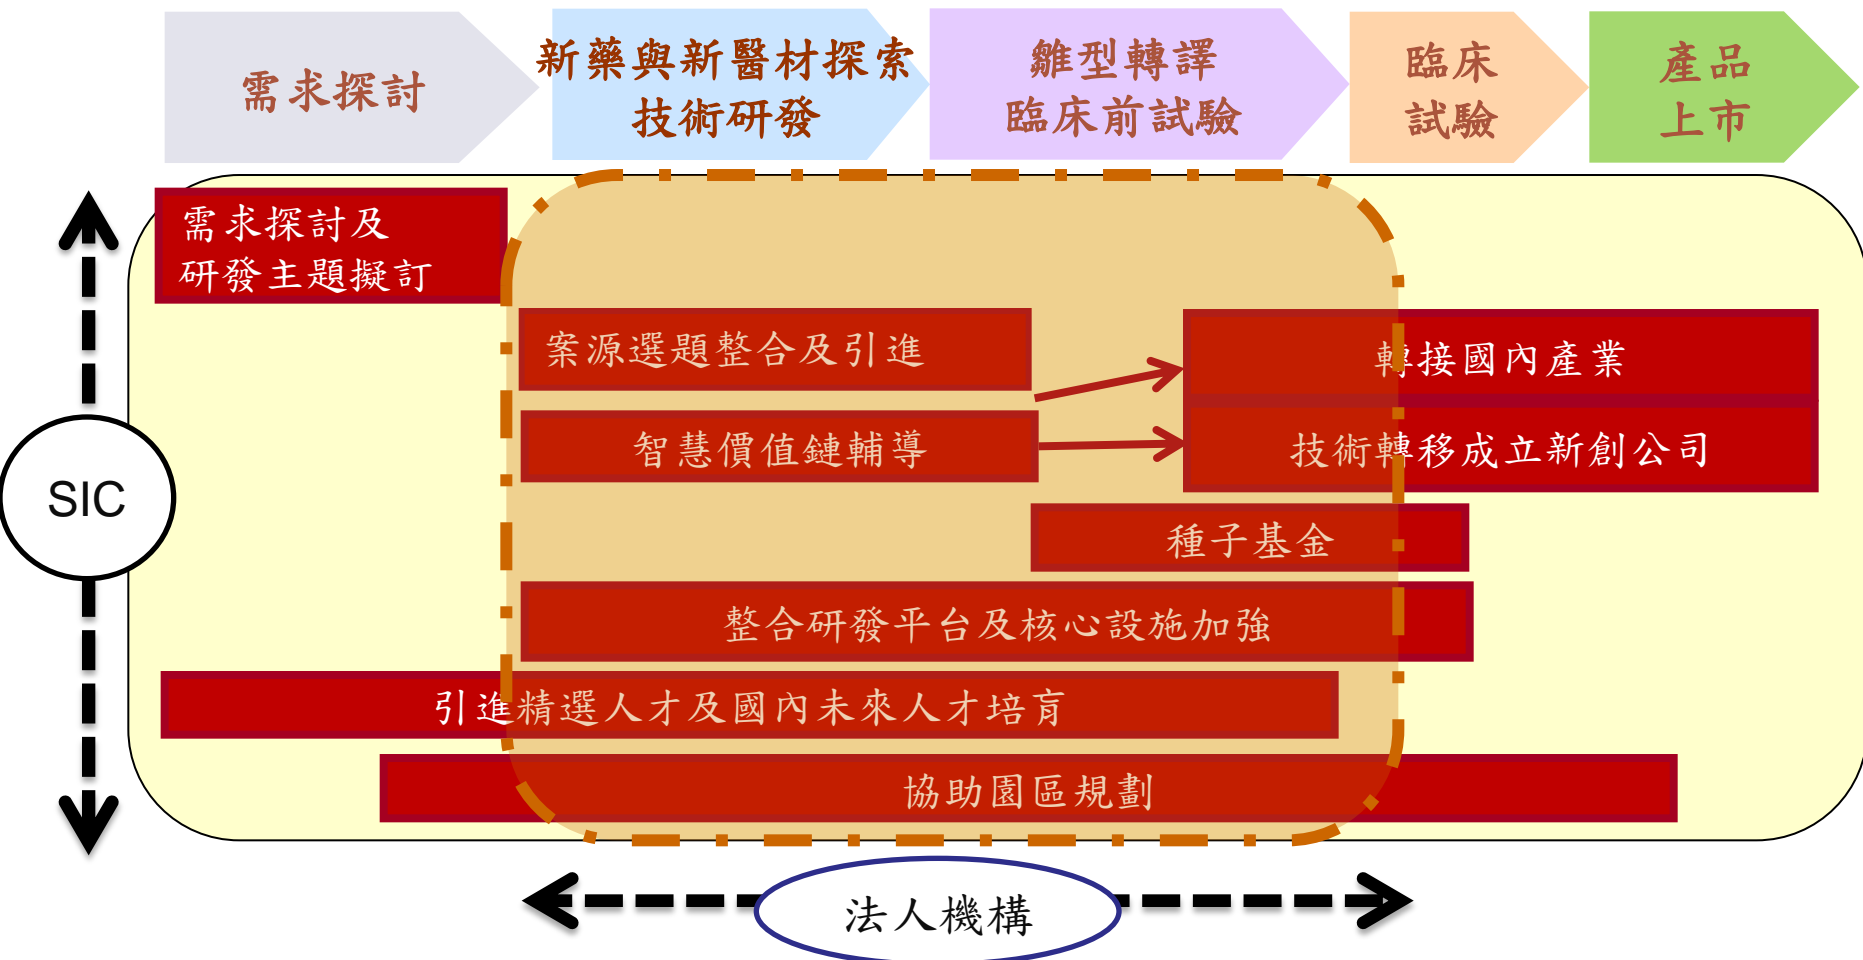 需求探討
新藥與新醫材探索
技術研發
雛型轉譯
臨床前試驗
臨床
試驗
產品
上市
需求探討及
研發主題擬訂
案源選題整合及引進
轉接國內產業
智慧價值鏈輔導
技術轉移成立新創公司
SIC
種子基金
整合研發平台及核心設施加強
引進精選人才及國內未來人才培育
協助園區規劃
法人機構